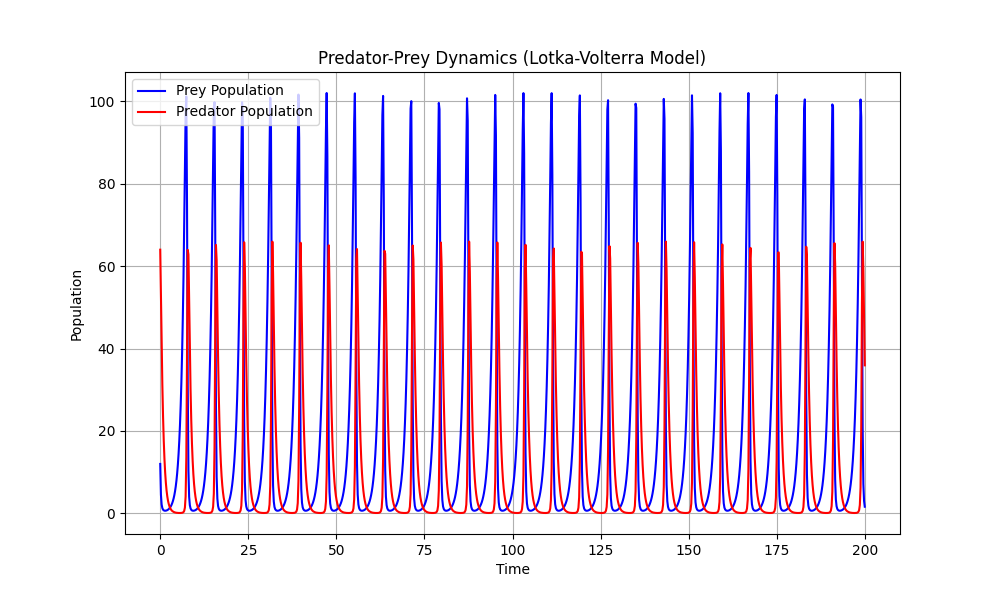 Predator-Prey Dynamics (Lotka-Volterra Model)
Prey Population
Predator Population
100
80
60
40
20
0
Population
0 25 50 75 100 125 150 175 200
Time